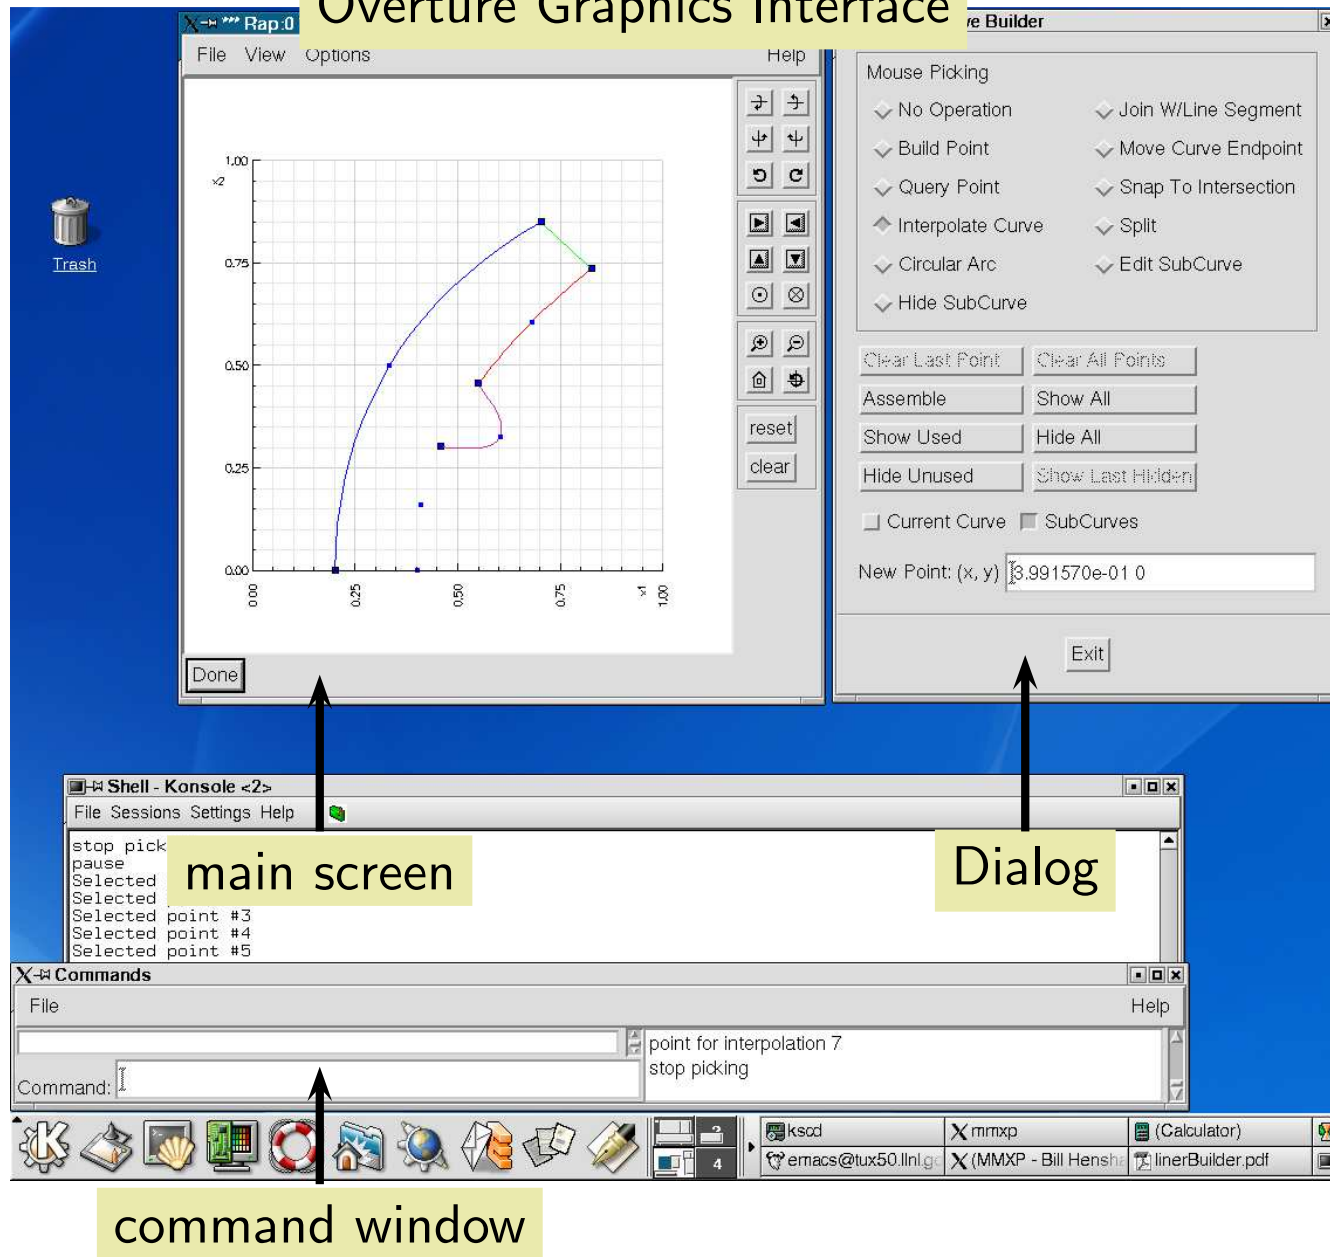 Overture Graphics Interface
*** Rap:0
File View Options Help
1.00
x2
0.75
0.50
0.25
0.00
0.00
0.25
0.50
0.75
x1
1.00
reset
clear
Done
Trash
Builder
Mouse Picking
No Operation
Join W/Line Segment
Build Point
Move Curve Endpoint
Query Point
Snap To Intersection
Interpolate Curve
Split
Circular Arc
Edit SubCurve
Hide SubCurve
Clear Last Point
Clear All Points
Assemble
Show All
Show Used
Hide All
Hide Unused
Show Last Hidden
Current Curve
SubCurves
New Point: (x, y) 3.991570e-01 0
Exit
Shell - Konsole <2>
File Sessions Settings Help
stop pick
pause
Selected
Selected
Selected point #3
Selected point #4
Selected point #5
main screen
Dialog
Commands
File Help
point for interpolation 7
stop picking
Command:
2
4
kscd
mmxp
(Calculator)
emacs@tux50.llnl.go
(MMXP - Bill Hensha
linerBuilder.pdf
command window